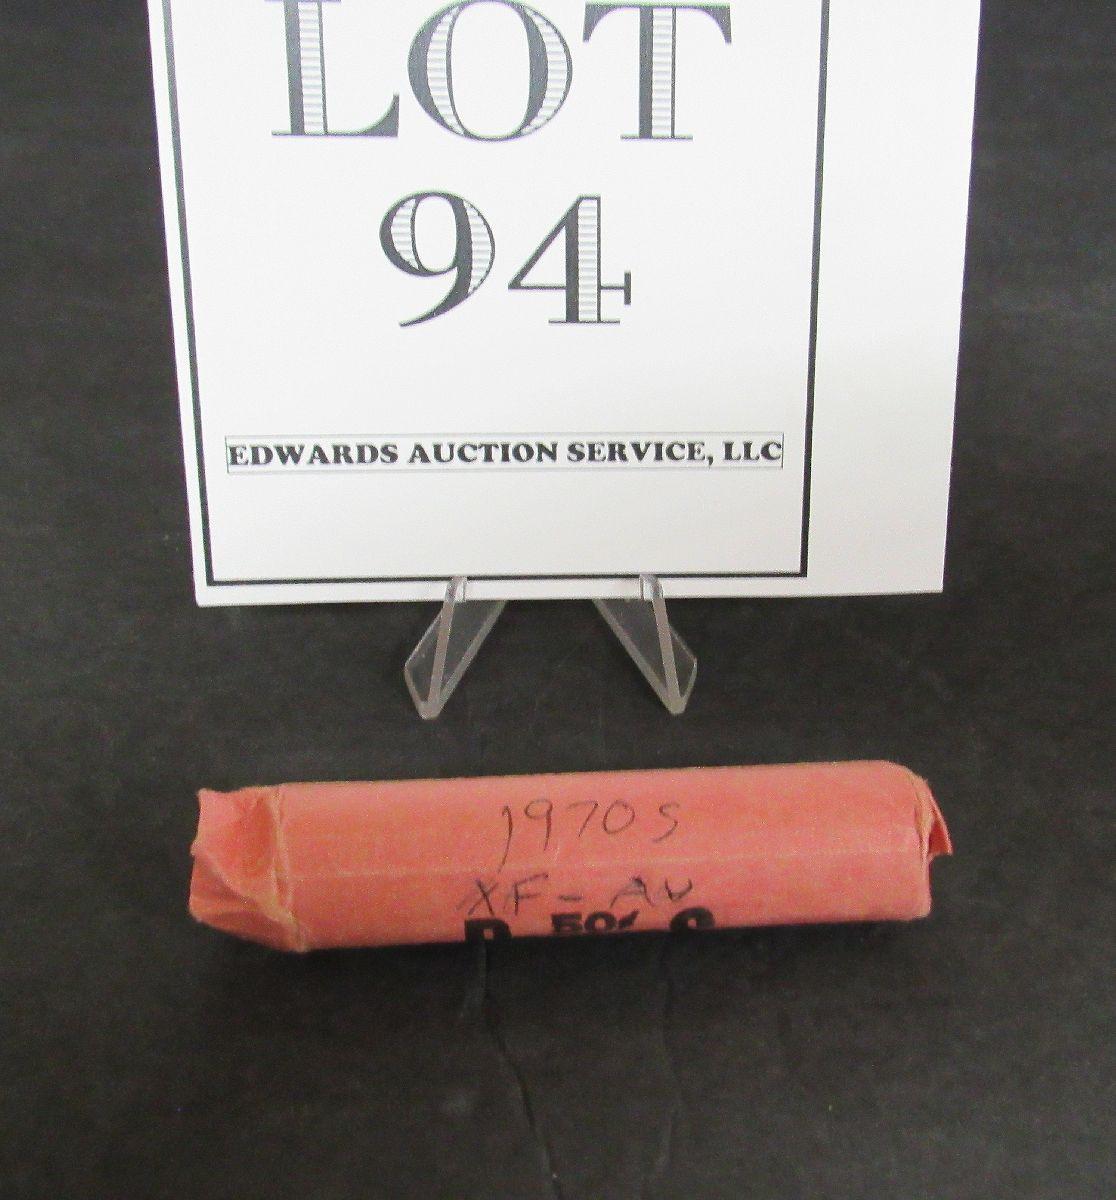 LOT
94
EDWARDS AUCTION SERVICE, LLC
1970s
XF - AU
50¢